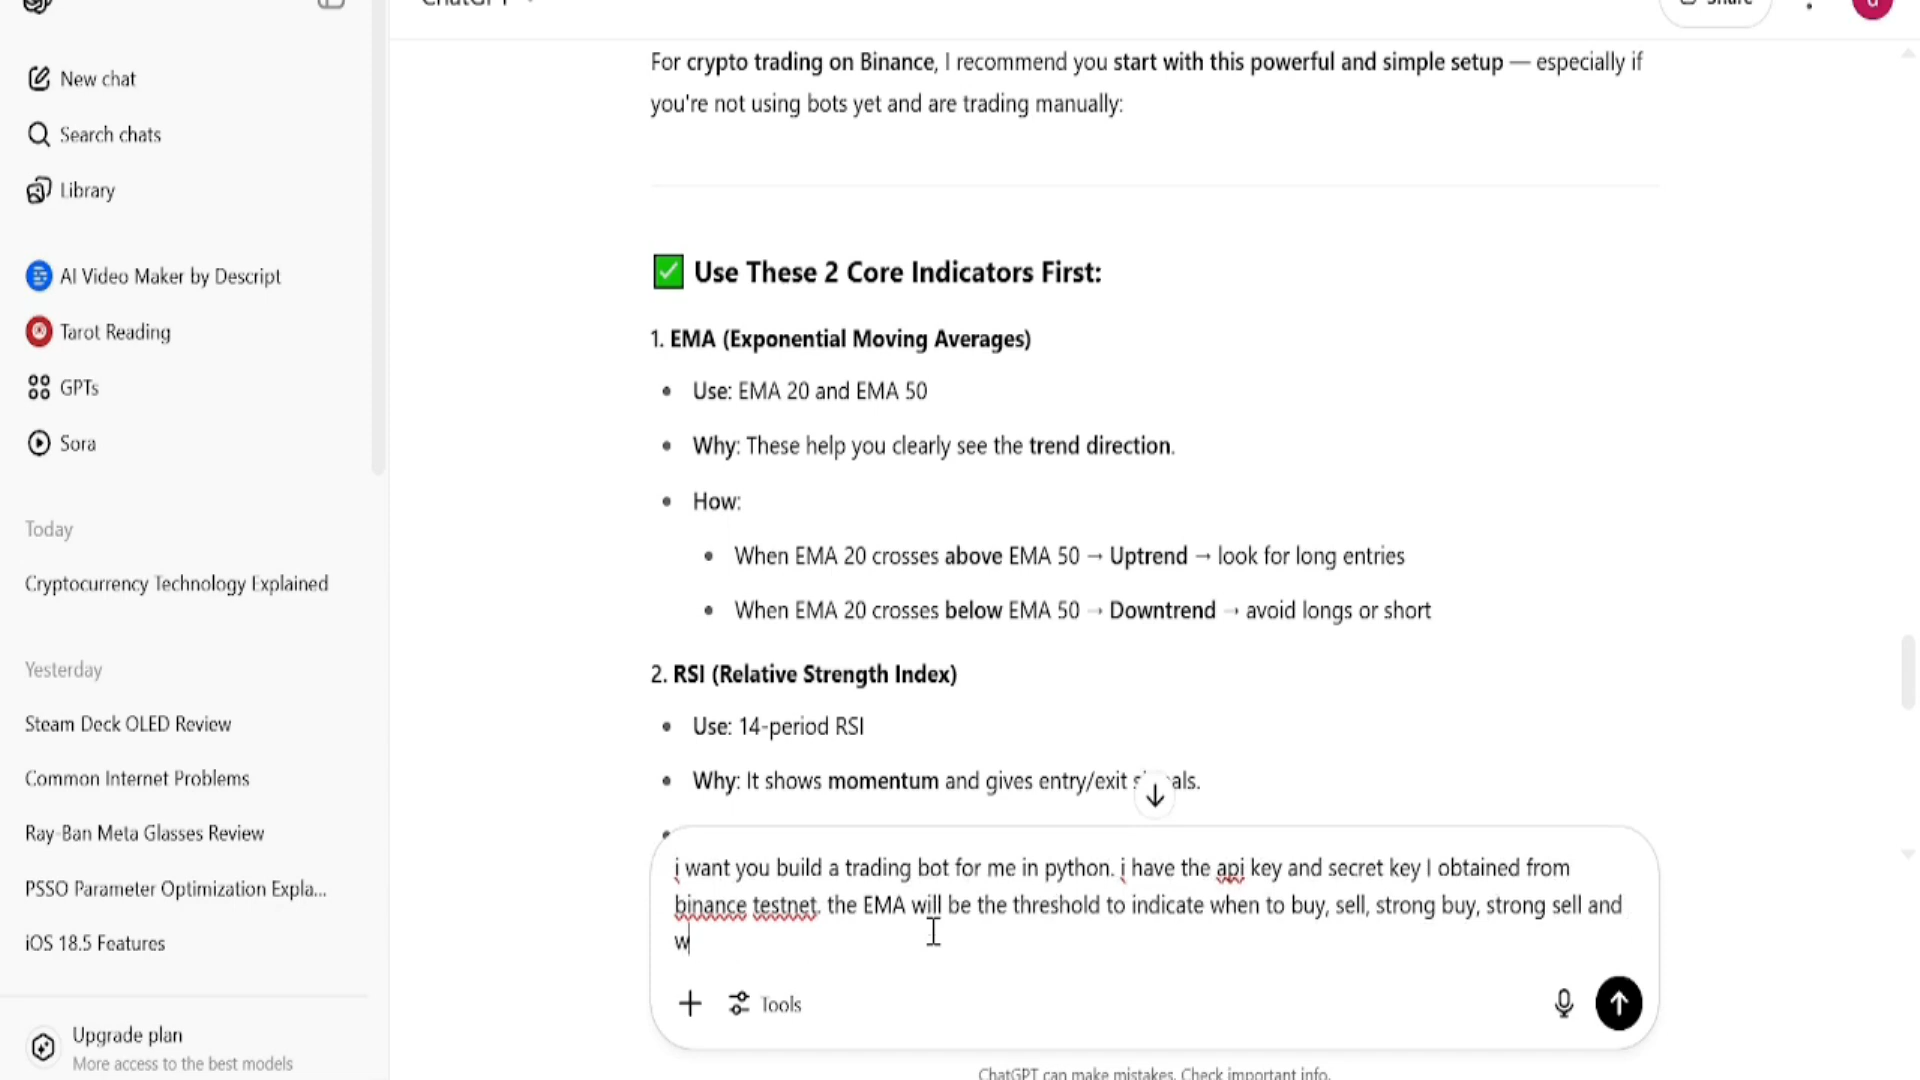 ChatGPT
Share
New chat
Search chats
Library
AI Video Maker by Descript
Tarot Reading
GPTs
Sora
Today
Cryptocurrency Technology Explained
Yesterday
Steam Deck OLED Review
Common Internet Problems
Ray-Ban Meta Glasses Review
PSSO Parameter Optimization Expla...
iOS 18.5 Features
Upgrade plan
More access to the best models
For crypto trading on Binance, I recommend you start with this powerful and simple setup — especially if
you're not using bots yet and are trading manually:
✅ Use These 2 Core Indicators First:
1. EMA (Exponential Moving Averages)
• Use: EMA 20 and EMA 50
• Why: These help you clearly see the trend direction.
• How:
• When EMA 20 crosses above EMA 50 → Uptrend → look for long entries
• When EMA 20 crosses below EMA 50 → Downtrend → avoid longs or short
2. RSI (Relative Strength Index)
• Use: 14-period RSI
• Why: It shows momentum and gives entry/exit s als.
i want you build a trading bot for me in python. i have the api key and secret key I obtained from
binance testnet. the EMA will be the threshold to indicate when to buy, sell, strong buy, strong sell and
w
Tools
ChatGPT can make mistakes. Check important info.